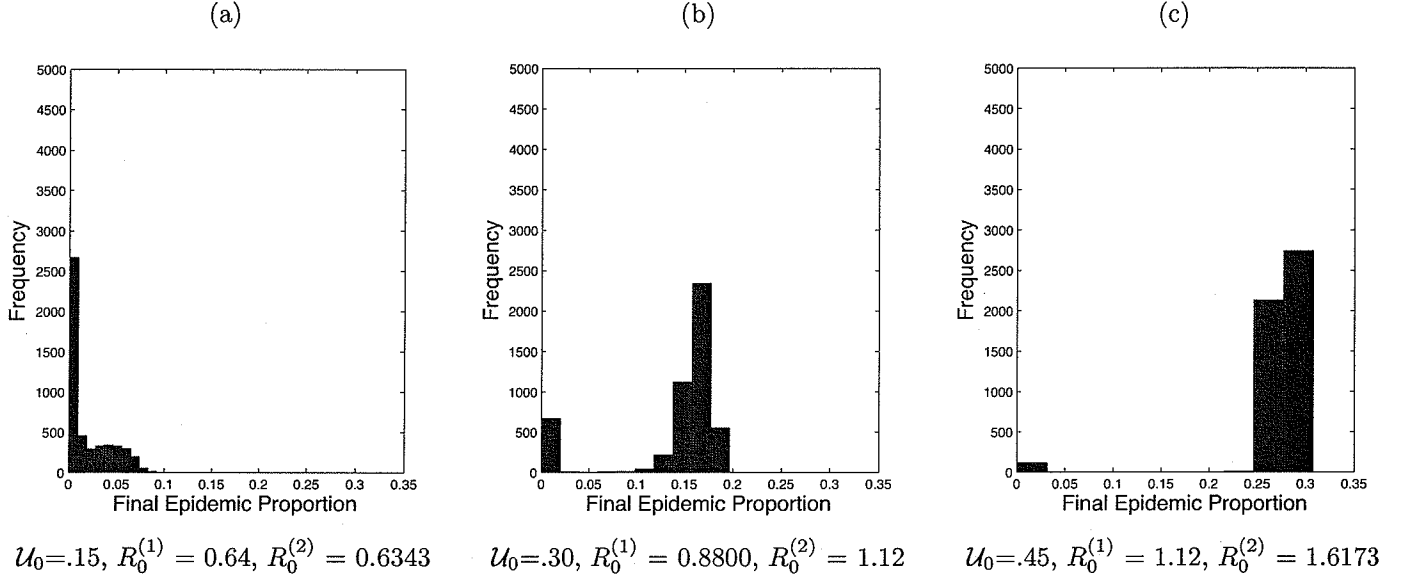 (a)
(b)
(c)
5000
4500
4000
3500
3000
2500
2000
1500
1000
500
0
Frequency
0 0.05 0.1 0.15 0.2 0.25 0.3 0.35
Final Epidemic Proportion
5000
4500
4000
3500
3000
2500
2000
1500
1000
500
0
Frequency
0 0.05 0.1 0.15 0.2 0.25 0.3 0.35
Final Epidemic Proportion
5000
4500
4000
3500
3000
2500
2000
1500
1000
500
0
Frequency
0 0.05 0.1 0.15 0.2 0.25 0.3 0.35
Final Epidemic Proportion
𝒰₀=.15, R₀⁽¹⁾ = 0.64, R₀⁽²⁾ = 0.6343
𝒰₀=.30, R₀⁽¹⁾ = 0.8800, R₀⁽²⁾ = 1.12
𝒰₀=.45, R₀⁽¹⁾ = 1.12, R₀⁽²⁾ = 1.6173